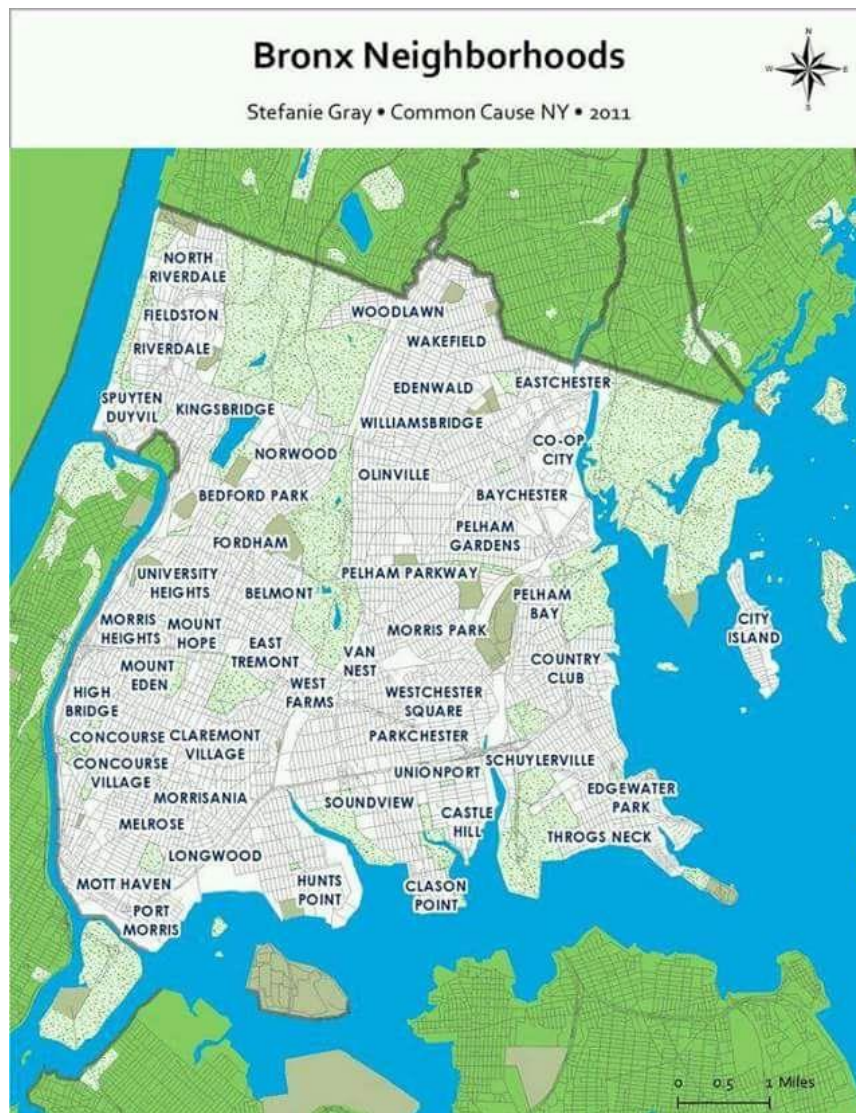 Bronx Neighborhoods
Stefanie Gray • Common Cause NY • 2011
N
W E
S
NORTH
RIVERDALE
FIELDSTON
RIVERDALE
WOODLAWN
WAKEFIELD
SPUYTEN
DUYVIL
KINGSBRIDGE
EDENWALD
EASTCHESTER
WILLIAMSBRIDGE
NORWOOD
CO-OP
CITY
OLINVILLE
BEDFORD PARK
BAYCHESTER
FORDHAM
PELHAM
GARDENS
UNIVERSITY
HEIGHTS
BELMONT
PELHAM PARKWAY
PELHAM
BAY
MORRIS
HEIGHTS
MOUNT
HOPE
EAST
TREMONT
MORRIS PARK
CITY
ISLAND
MOUNT
EDEN
VAN
NEST
COUNTRY
CLUB
HIGH
BRIDGE
WEST
FARMS
WESTCHESTER
SQUARE
CONCOURSE
CLAREMONT
VILLAGE
PARKCHESTER
CONCOURSE
VILLAGE
UNIONPORT
SCHUYLERVILLE
MORRISANIA
SOUNDVIEW
CASTLE
HILL
EDGEWATER
PARK
MELROSE
THROGS NECK
LONGWOOD
MOTT HAVEN
HUNTS
POINT
CLASON
POINT
PORT
MORRIS
0 0.5 1 Miles